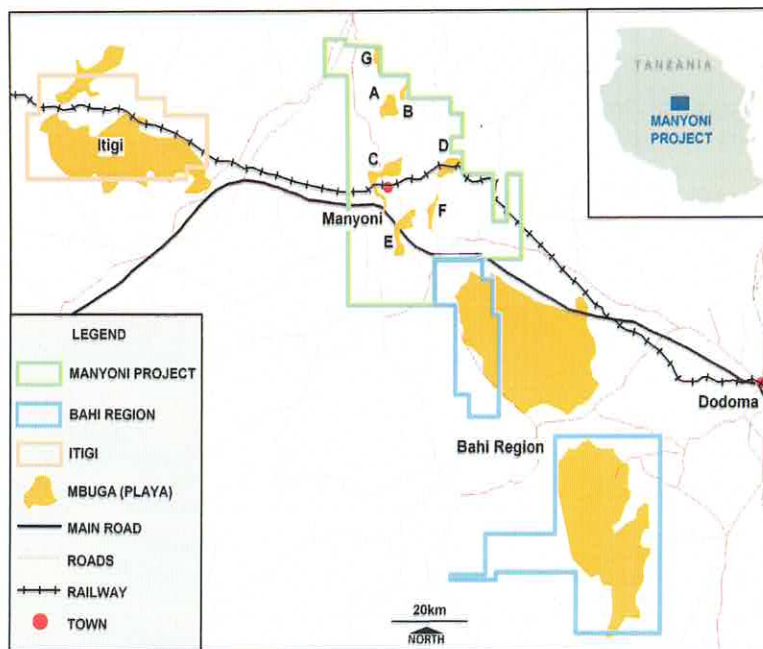 G
A
B
C
D
E
F
Itigi
Manyoni
Dodoma
Bahi Region
TANZANIA
MANYONI
PROJECT
LEGEND
MANYONI PROJECT
BAHI REGION
ITIGI
MBUGA (PLAYA)
MAIN ROAD
ROADS
RAILWAY
TOWN
20km
NORTH